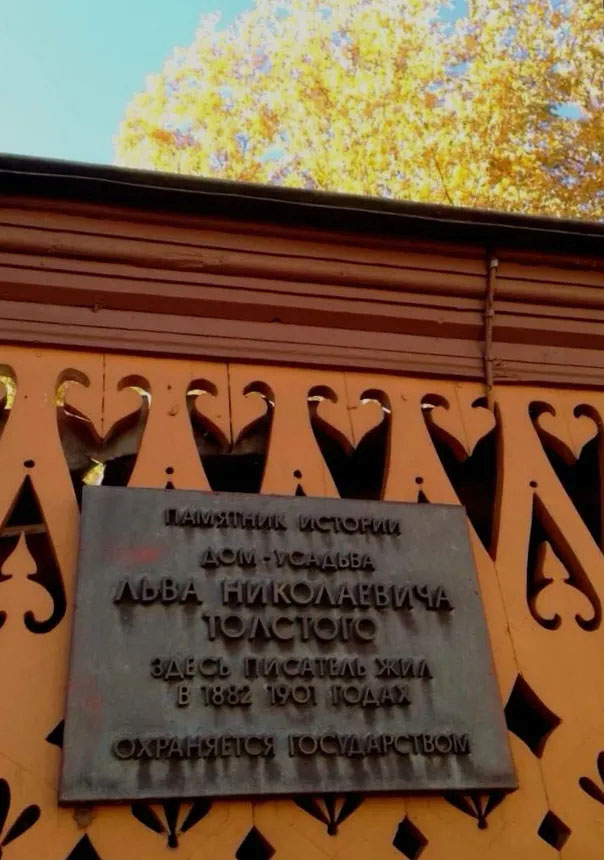 ПАМЯТНИК ИСТОРИИ
ДОМ-УСАДЬБА
ЛЬВА НИКОЛАЕВИЧА
ТОЛСТОГО
ЗДЕСЬ ПИСАТЕЛЬ ЖИЛ
В 1882 1901 ГОДАХ
ОХРАНЯЕТСЯ ГОСУДАРСТВОМ